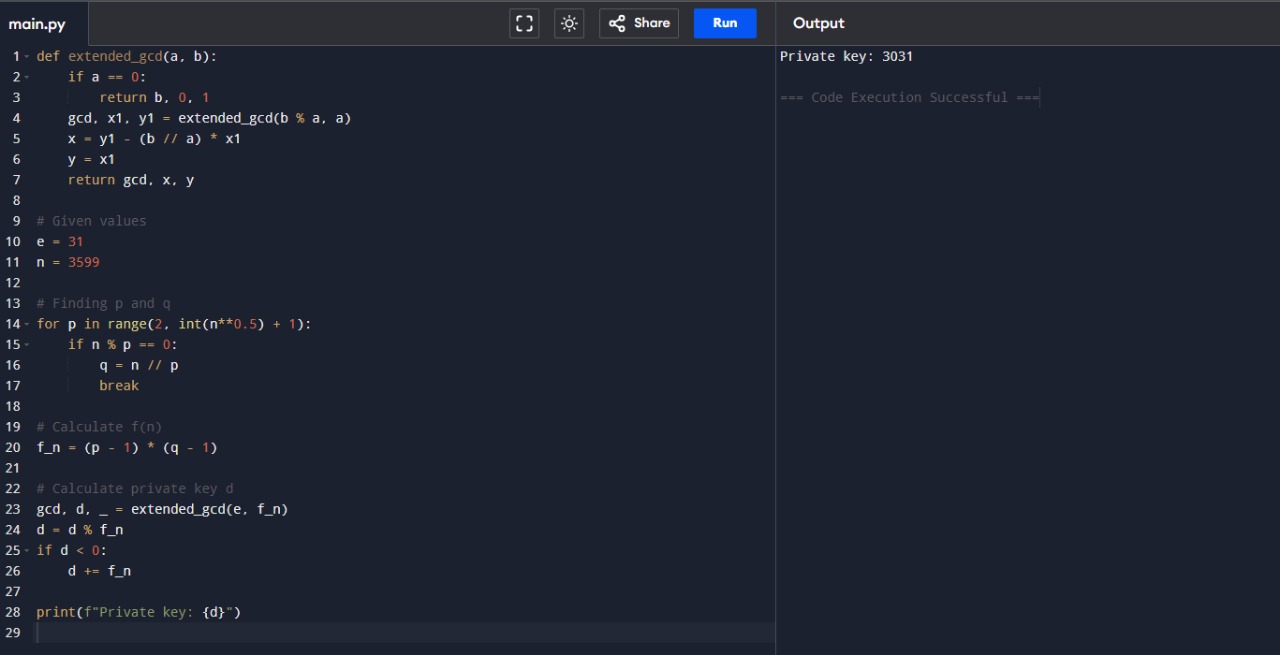 main.py
Share
Run
Output
1 def extended_gcd(a, b):
2     if a == 0:
3         return b, 0, 1
4     gcd, x1, y1 = extended_gcd(b % a, a)
5     x = y1 - (b // a) * x1
6     y = x1
7     return gcd, x, y
8
9 # Given values
10 e = 31
11 n = 3599
12
13 # Finding p and q
14 for p in range(2, int(n**0.5) + 1):
15     if n % p == 0:
16         q = n // p
17         break
18
19 # Calculate f(n)
20 f_n = (p - 1) * (q - 1)
21
22 # Calculate private key d
23 gcd, d, _ = extended_gcd(e, f_n)
24 d = d % f_n
25 if d < 0:
26     d += f_n
27
28 print(f"Private key: {d}")
29
Private key: 3031
=== Code Execution Successful ===